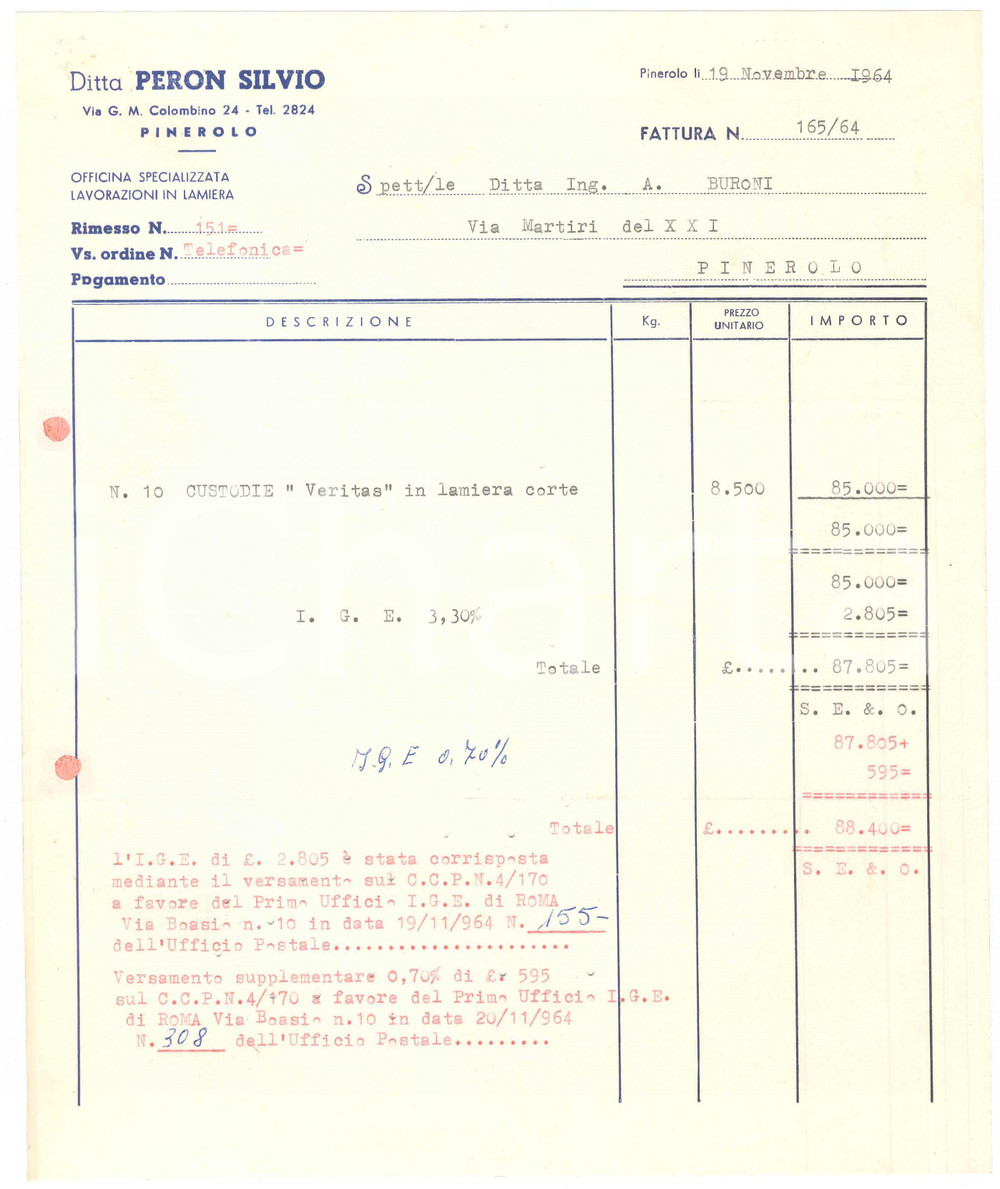 Ditta PERON SILVIO
Via G. M. Colombino 24 - Tel. 2824
PINEROLO
OFFICINA SPECIALIZZATA
LAVORAZIONI IN LAMIERA
Rimesso N. 151=
Vs. ordine N. Telefonica=
Pagamento
Pinerolo lì 19 Novembre 1964
FATTURA N. 165/64
Spett/le Ditta Ing. A. BURONI
Via Martiri del X X I
PINEROLO
DESCRIZIONE Kg. PREZZO UNITARIO IMPORTO
N. 10 CUSTODIE " Veritas" in lamiera corte 8.500 85.000=
85.000=
============
85.000=
I. G. E. 3,30% 2.805=
============
Totale £....... .. 87.805=
============
S. E. &. O.
87.805+
I.G.E 0,70% 595=
============
Totale £.......... 88.400=
============
S. E. &. O.
l'I.G.E. di £. 2.805 è stata corrisposta
mediante il versamento sul C.C.P.N.4/170
a favore del Primo Ufficio I.G.E. di ROMA
Via Boasio n. 10 in data 19/11/964 N. 155-
dell'Ufficio Postale......................
Versamento supplementare 0,70% di £. 595
sul C.C.P.N.4/170 a favore del Primo Ufficio I.G.E.
di ROMA Via Boasio n.10 in data 20/11/964
N. 308 dell'Ufficio Postale.........